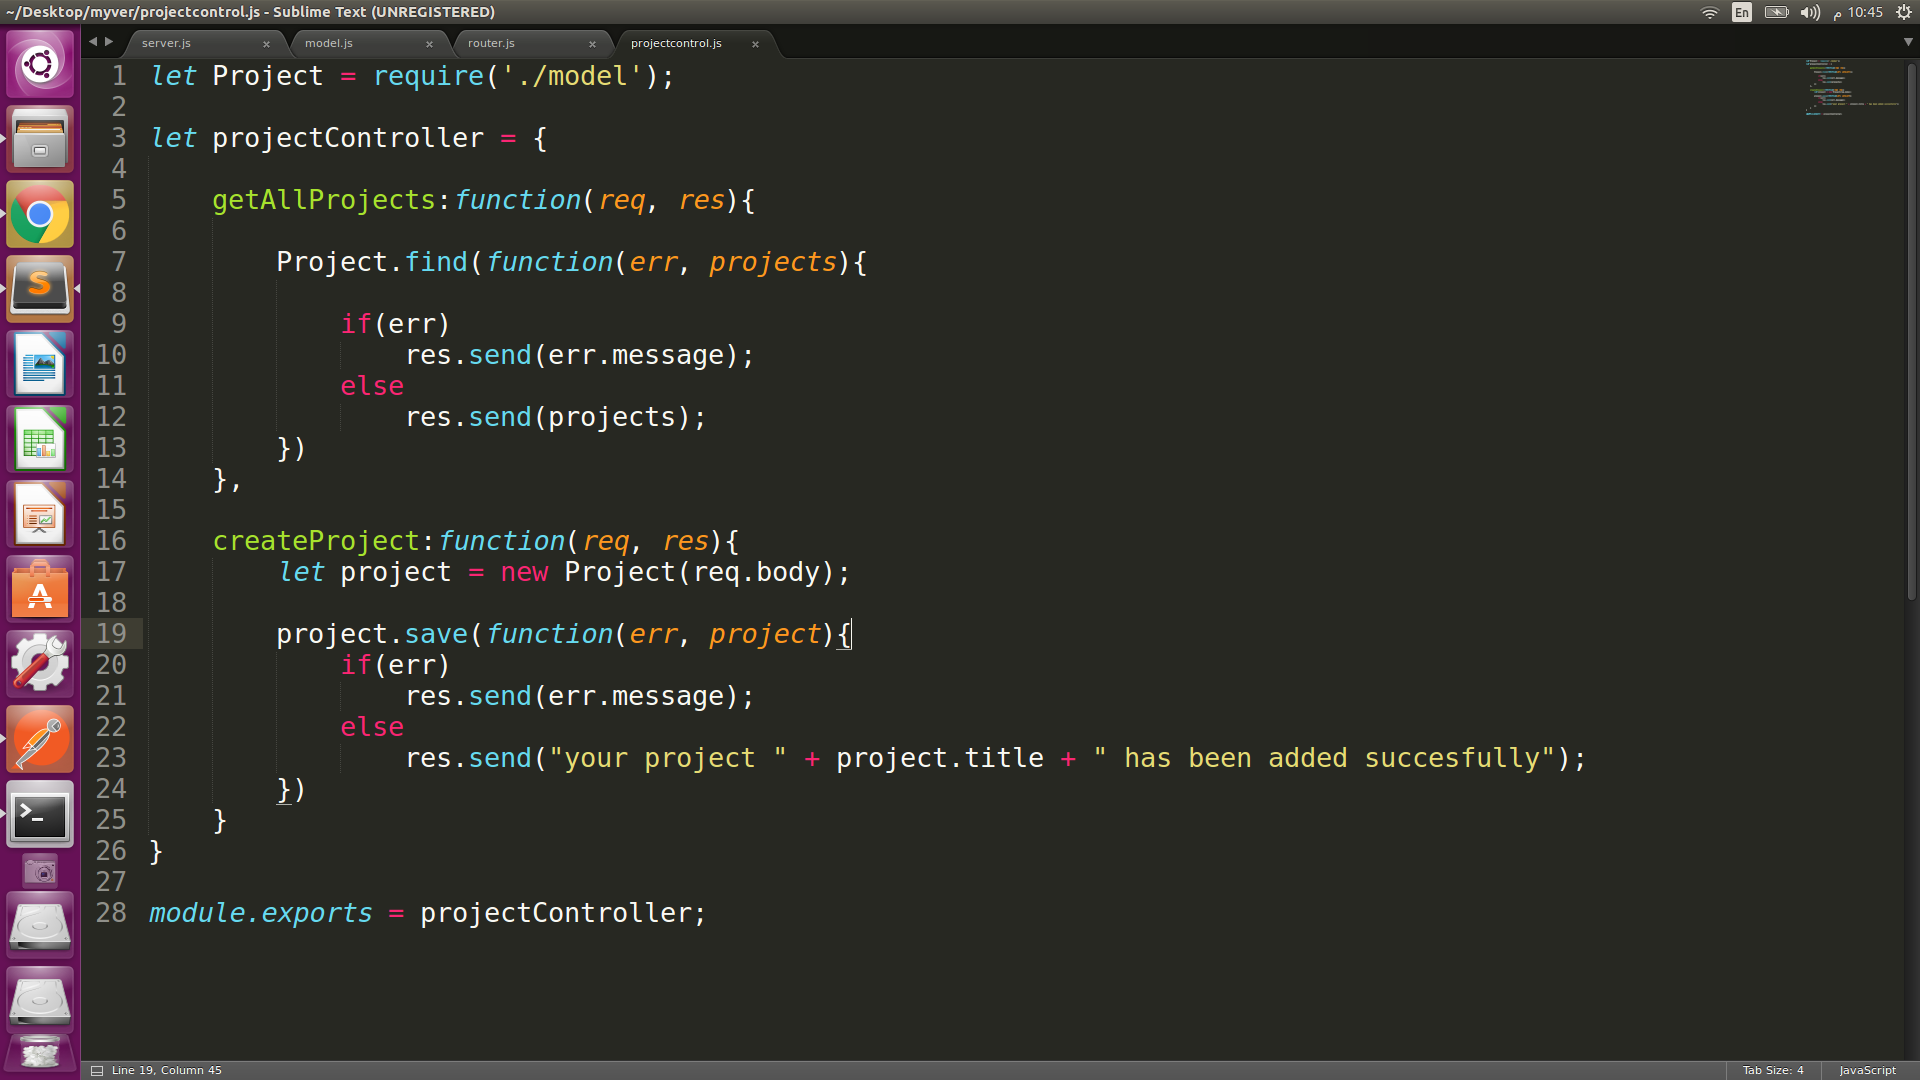 ~/Desktop/myver/projectcontrol.js - Sublime Text (UNREGISTERED)
En
م 10:45
server.js × model.js × router.js × projectcontrol.js ×
1 let Project = require('./model');
2
3 let projectController = {
4
5 getAllProjects:function(req, res){
6
7 Project.find(function(err, projects){
8
9 if(err)
10 res.send(err.message);
11 else
12 res.send(projects);
13 })
14 },
15
16 createProject:function(req, res){
17 let project = new Project(req.body);
18
19 project.save(function(err, project){
20 if(err)
21 res.send(err.message);
22 else
23 res.send("your project " + project.title + " has been added succesfully");
24 })
25 }
26 }
27
28 module.exports = projectController;
Line 19, Column 45
Tab Size: 4
JavaScript